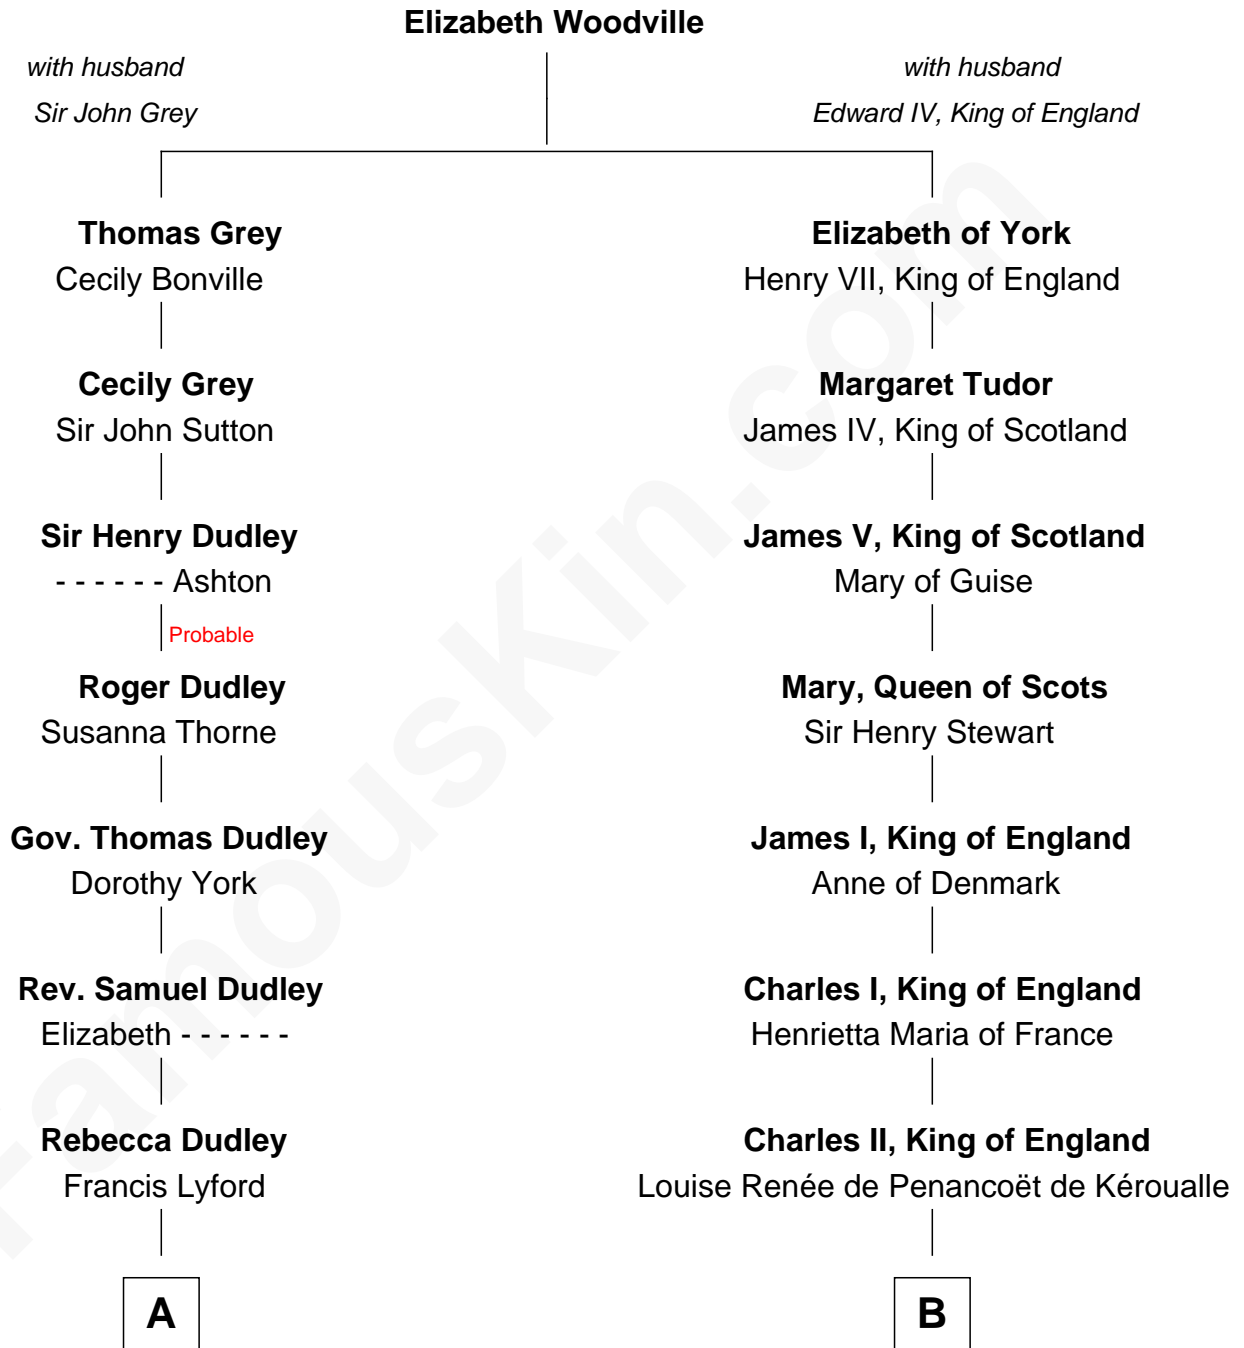 Elizabeth Woodville
with husband
Sir John Grey
with husband
Edward IV, King of England
Thomas Grey
Cecily Bonville
Elizabeth of York
Henry VII, King of England
Cecily Grey
Sir John Sutton
Margaret Tudor
James IV, King of Scotland
Sir Henry Dudley
- - - - - - Ashton
James V, King of Scotland
Mary of Guise
Probable
Roger Dudley
Susanna Thorne
Mary, Queen of Scots
Sir Henry Stewart
Gov. Thomas Dudley
Dorothy York
James I, King of England
Anne of Denmark
Rev. Samuel Dudley
Elizabeth - - - - - -
Charles I, King of England
Henrietta Maria of France
Rebecca Dudley
Francis Lyford
Charles II, King of England
Louise Renée de Penancoët de Kéroualle
A
B
FamousKin.com